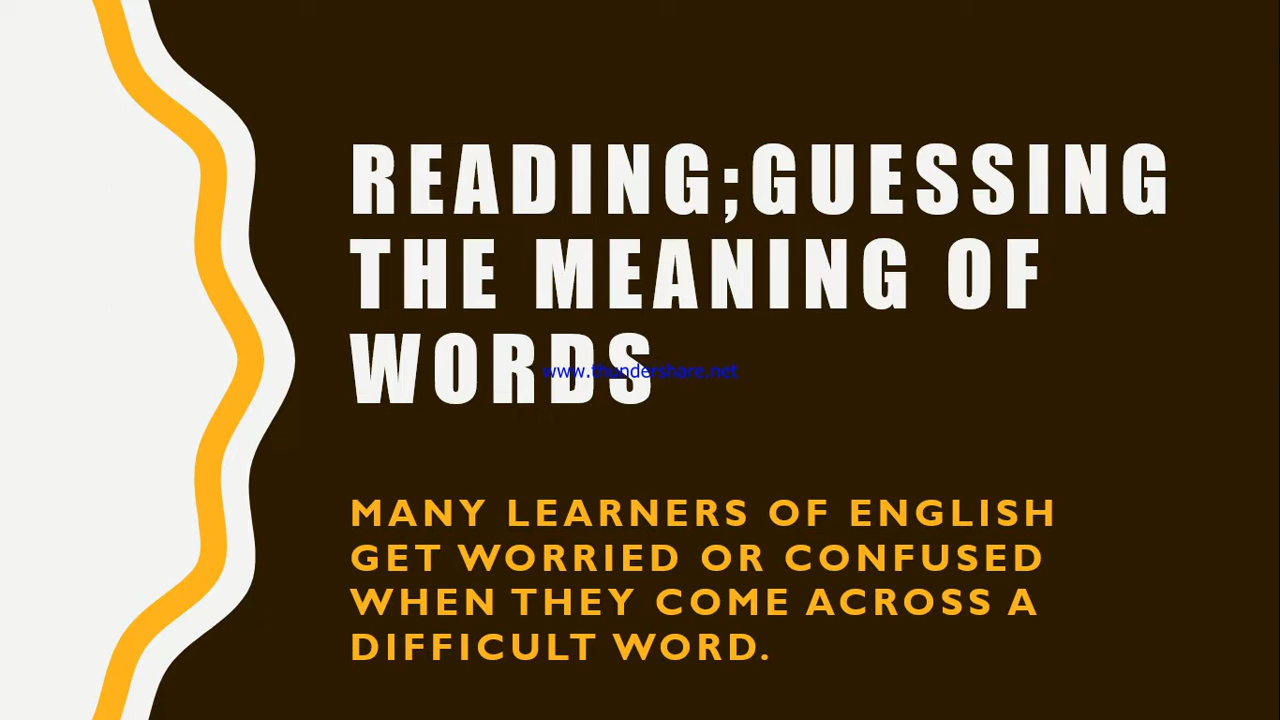 READING;GUESSING
THE MEANING OF
WORDS
www.thundershare.net
MANY LEARNERS OF ENGLISH
GET WORRIED OR CONFUSED
WHEN THEY COME ACROSS A
DIFFICULT WORD.